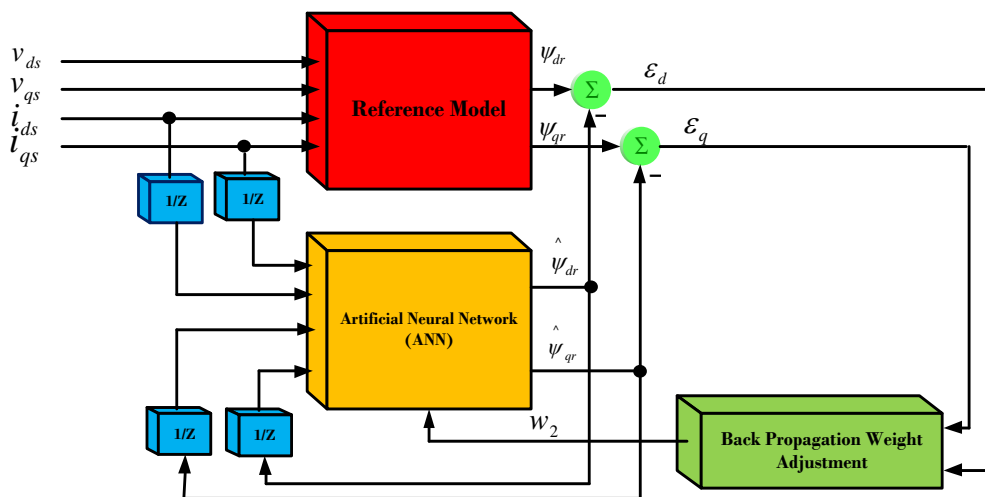 v_ds
v_qs
i_ds
i_qs
Reference Model
ψ_dr
ψ_qr
Σ
−
Σ
−
ε_d
ε_q
1/Z
1/Z
Artificial Neural Network
(ANN)
ψ̂_dr
ψ̂_qr
1/Z
1/Z
w_2
Back Propagation Weight
Adjustment